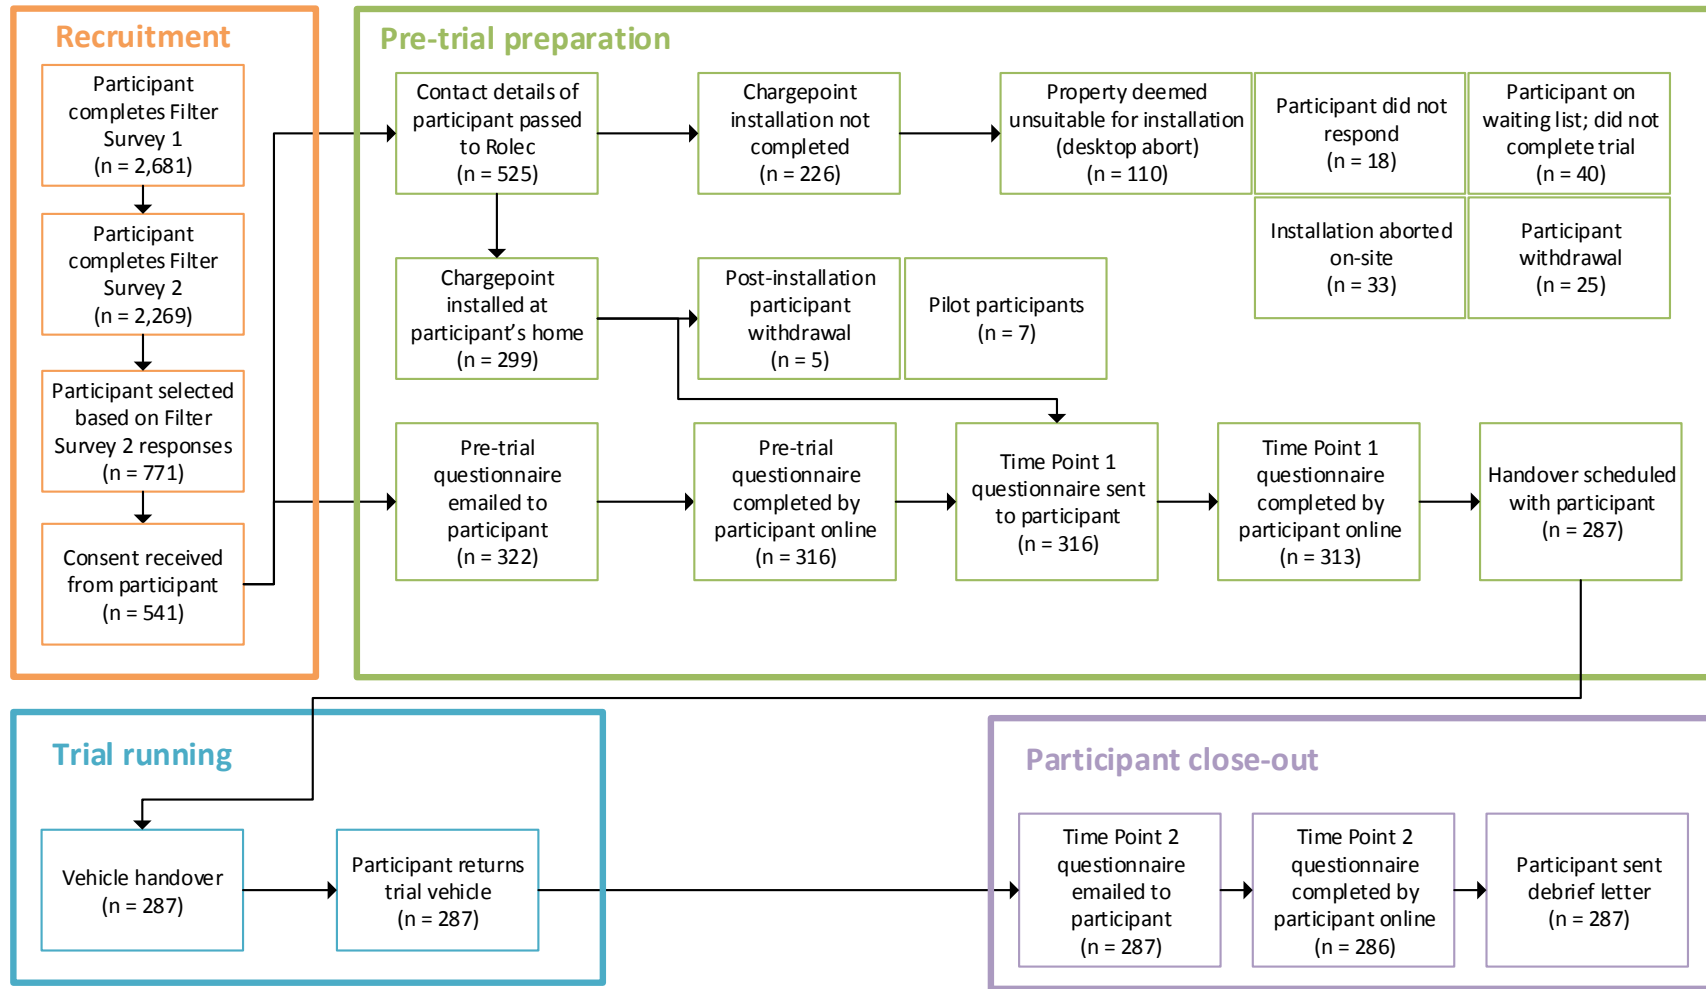 Recruitment
Participant
completes Filter
Survey 1
(n = 2,681)
Participant
completes Filter
Survey 2
(n = 2,269)
Participant selected
based on Filter
Survey 2 responses
(n = 771)
Consent received
from participant
(n = 541)
Pre-trial preparation
Contact details of
participant passed
to Rolec
(n = 525)
Chargepoint
installation not
completed
(n = 226)
Property deemed
unsuitable for installation
(desktop abort)
(n = 110)
Participant did not
respond
(n = 18)
Participant on
waiting list; did not
complete trial
(n = 40)
Installation aborted
on-site
(n = 33)
Participant
withdrawal
(n = 25)
Chargepoint
installed at
participant’s home
(n = 299)
Post-installation
participant
withdrawal
(n = 5)
Pilot participants
(n = 7)
Pre-trial
questionnaire
emailed to
participant
(n = 322)
Pre-trial
questionnaire
completed by
participant online
(n = 316)
Time Point 1
questionnaire sent
to participant
(n = 316)
Time Point 1
questionnaire
completed by
participant online
(n = 313)
Handover scheduled
with participant
(n = 287)
Trial running
Vehicle handover
(n = 287)
Participant returns
trial vehicle
(n = 287)
Participant close-out
Time Point 2
questionnaire
emailed to
participant
(n = 287)
Time Point 2
questionnaire
completed by
participant online
(n = 286)
Participant sent
debrief letter
(n = 287)